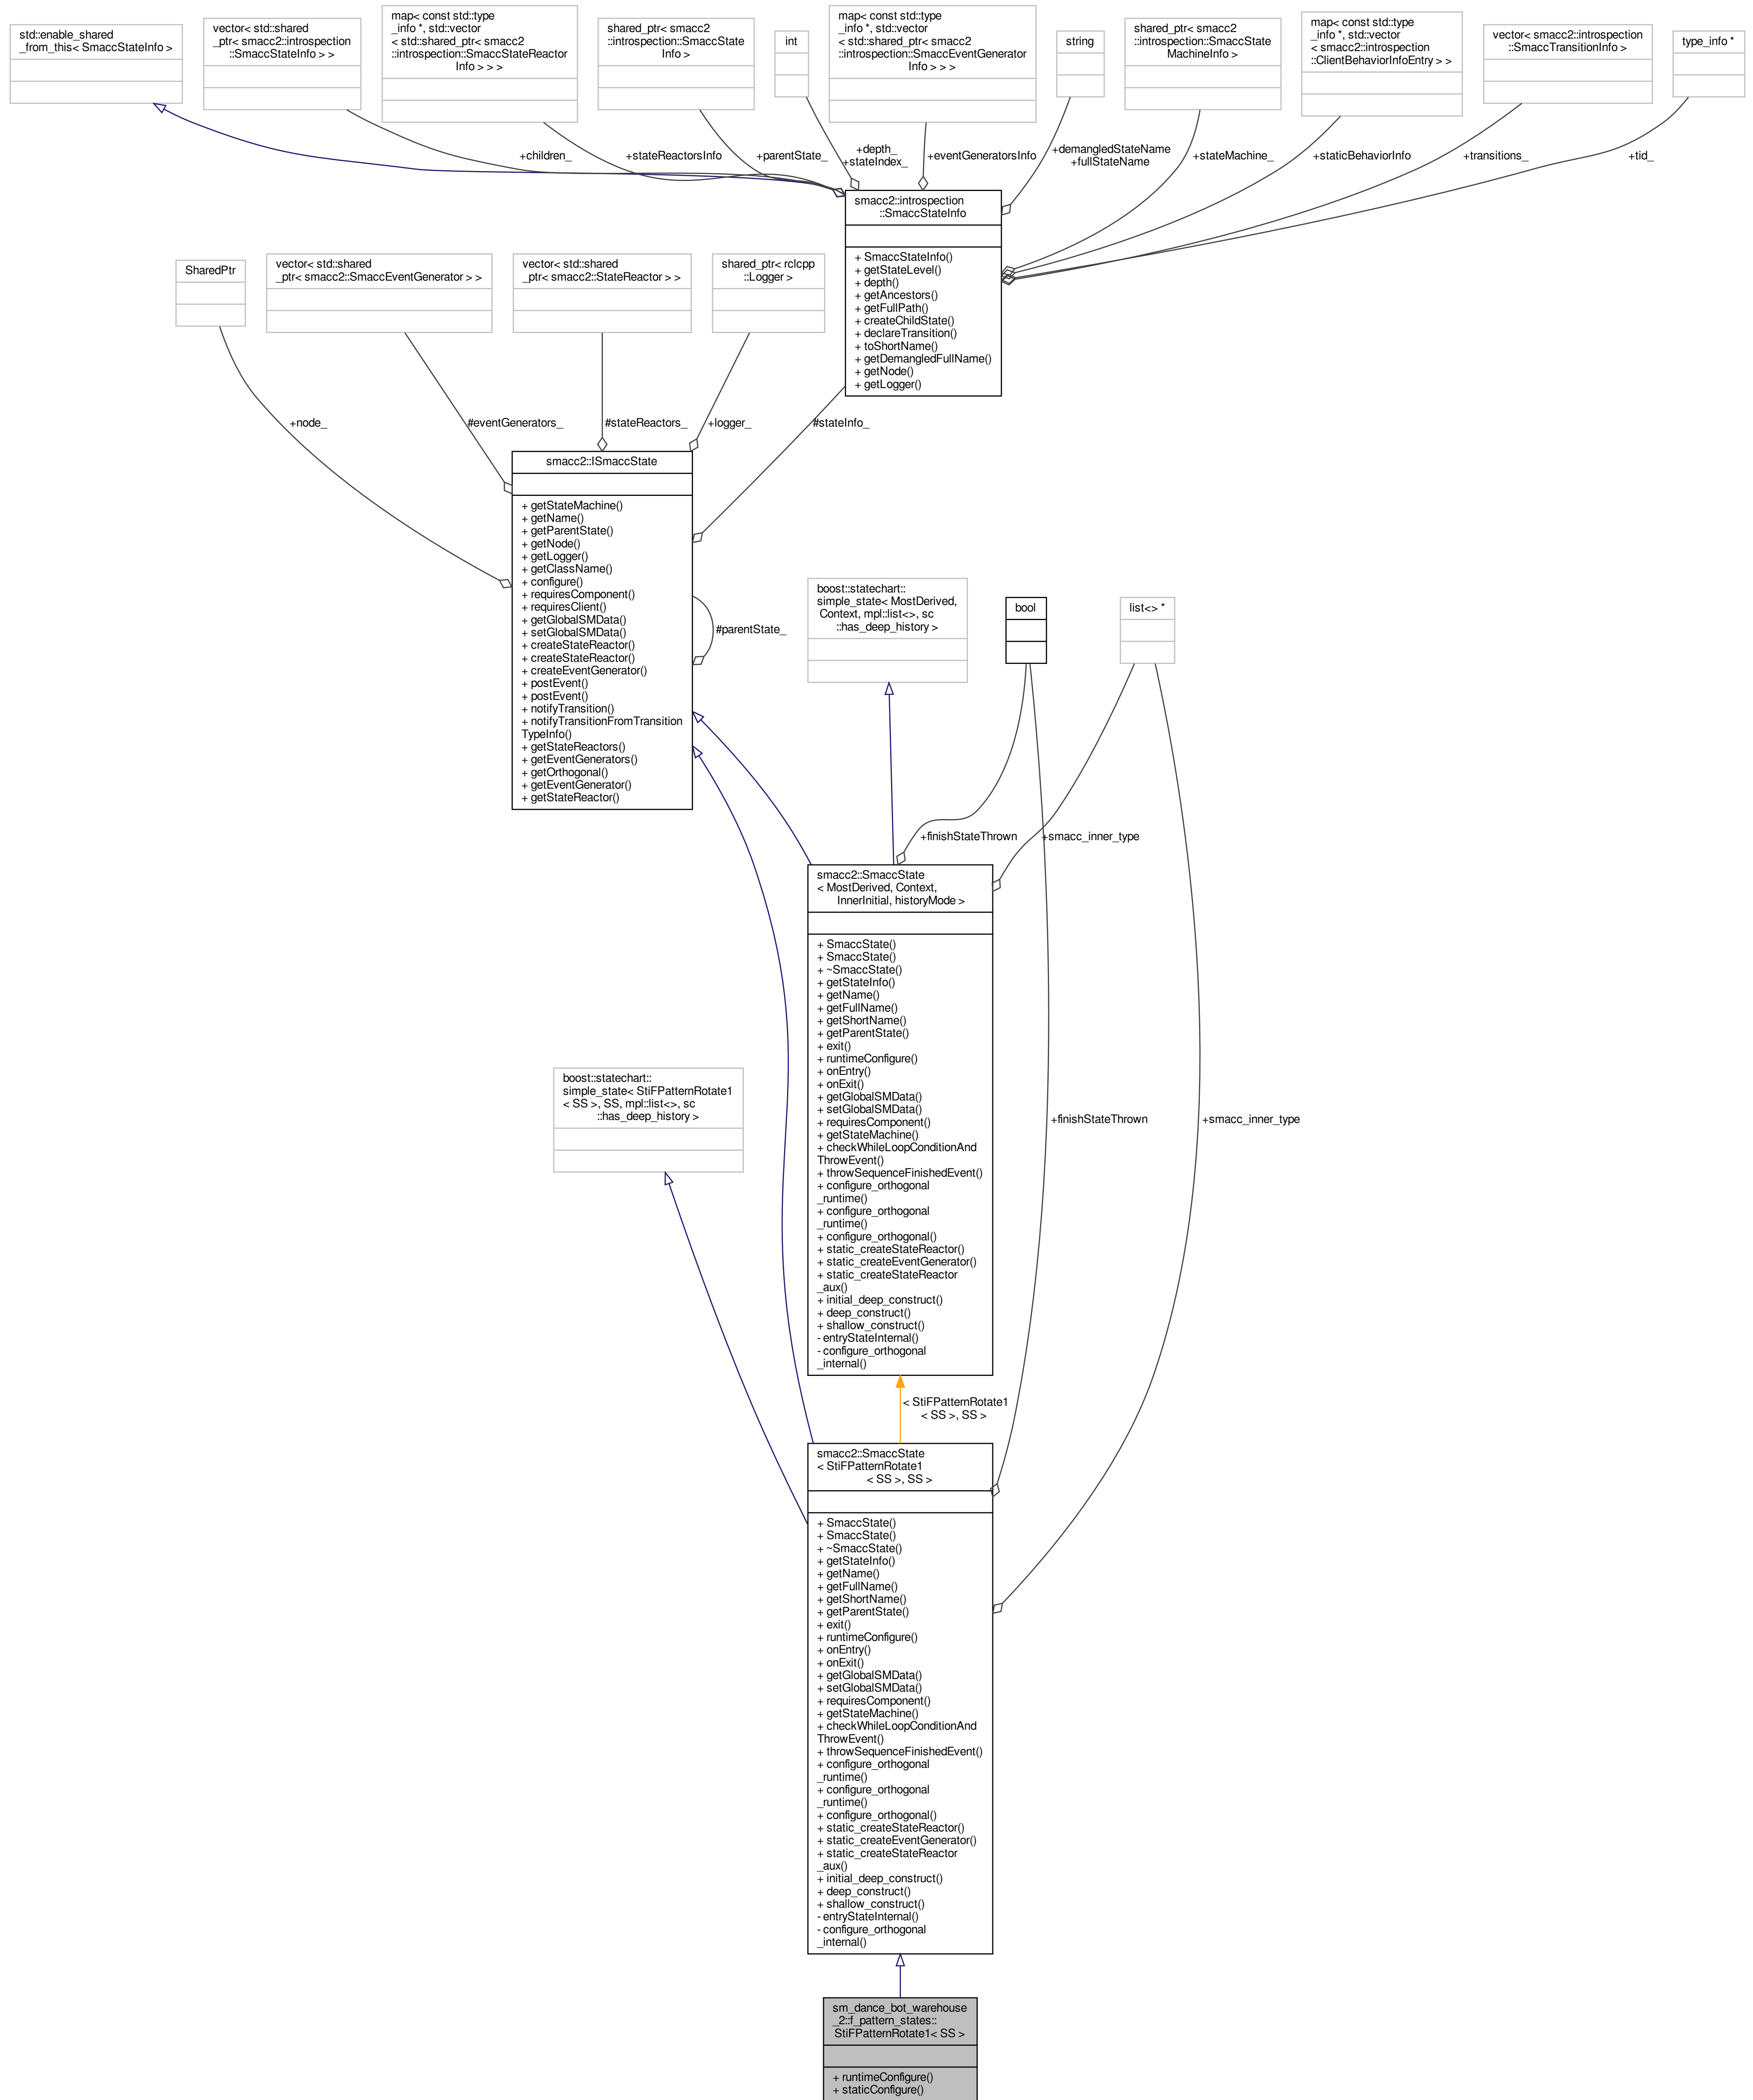 std::enable_shared
_from_this< SmaccStateInfo >
vector< std::shared
_ptr< smacc2::introspection
::SmaccStateInfo > >
map< const std::type
_info *, std::vector
< std::shared_ptr< smacc2
::introspection::SmaccStateReactor
Info > > >
shared_ptr< smacc2
::introspection::SmaccState
Info >
int
map< const std::type
_info *, std::vector
< std::shared_ptr< smacc2
::introspection::SmaccEventGenerator
Info > > >
string
shared_ptr< smacc2
::introspection::SmaccState
MachineInfo >
map< const std::type
_info *, std::vector
< smacc2::introspection
::ClientBehaviorInfoEntry > >
vector< smacc2::introspection
::SmaccTransitionInfo >
type_info *
+children_
+stateReactorsInfo
+parentState_
+depth_
+stateIndex_
+eventGeneratorsInfo
+demangledStateName
+fullStateName
+stateMachine_
+staticBehaviorInfo
+transitions_
+tid_
smacc2::introspection
::SmaccStateInfo
+ SmaccStateInfo()
+ getStateLevel()
+ depth()
+ getAncestors()
+ getFullPath()
+ createChildState()
+ declareTransition()
+ toShortName()
+ getDemangledFullName()
+ getNode()
+ getLogger()
SharedPtr
vector< std::shared
_ptr< smacc2::SmaccEventGenerator > >
vector< std::shared
_ptr< smacc2::StateReactor > >
shared_ptr< rclcpp
::Logger >
+node_
#eventGenerators_
#stateReactors_
+logger_
#stateInfo_
smacc2::ISmaccState
+ getStateMachine()
+ getName()
+ getParentState()
+ getNode()
+ getLogger()
+ getClassName()
+ configure()
+ requiresComponent()
+ requiresClient()
+ getGlobalSMData()
+ setGlobalSMData()
+ createStateReactor()
+ createStateReactor()
+ createEventGenerator()
+ postEvent()
+ postEvent()
+ notifyTransition()
+ notifyTransitionFromTransition
TypeInfo()
+ getStateReactors()
+ getEventGenerators()
+ getOrthogonal()
+ getEventGenerator()
+ getStateReactor()
#parentState_
boost::statechart::
simple_state< MostDerived,
Context, mpl::list<>, sc
::has_deep_history >
bool
list<> *
+finishStateThrown
+smacc_inner_type
smacc2::SmaccState
< MostDerived, Context,
InnerInitial, historyMode >
+ SmaccState()
+ SmaccState()
+ ~SmaccState()
+ getStateInfo()
+ getName()
+ getFullName()
+ getShortName()
+ getParentState()
+ exit()
+ runtimeConfigure()
+ onEntry()
+ onExit()
+ getGlobalSMData()
+ setGlobalSMData()
+ requiresComponent()
+ getStateMachine()
+ checkWhileLoopConditionAnd
ThrowEvent()
+ throwSequenceFinishedEvent()
+ configure_orthogonal
_runtime()
+ configure_orthogonal
_runtime()
+ configure_orthogonal()
+ static_createStateReactor()
+ static_createEventGenerator()
+ static_createStateReactor
_aux()
+ initial_deep_construct()
+ deep_construct()
+ shallow_construct()
- entryStateInternal()
- configure_orthogonal
_internal()
boost::statechart::
simple_state< StiFPatternRotate1
< SS >, SS, mpl::list<>, sc
::has_deep_history >
+finishStateThrown
+smacc_inner_type
< StiFPatternRotate1
< SS >, SS >
smacc2::SmaccState
< StiFPatternRotate1
< SS >, SS >
+ SmaccState()
+ SmaccState()
+ ~SmaccState()
+ getStateInfo()
+ getName()
+ getFullName()
+ getShortName()
+ getParentState()
+ exit()
+ runtimeConfigure()
+ onEntry()
+ onExit()
+ getGlobalSMData()
+ setGlobalSMData()
+ requiresComponent()
+ getStateMachine()
+ checkWhileLoopConditionAnd
ThrowEvent()
+ throwSequenceFinishedEvent()
+ configure_orthogonal
_runtime()
+ configure_orthogonal
_runtime()
+ configure_orthogonal()
+ static_createStateReactor()
+ static_createEventGenerator()
+ static_createStateReactor
_aux()
+ initial_deep_construct()
+ deep_construct()
+ shallow_construct()
- entryStateInternal()
- configure_orthogonal
_internal()
sm_dance_bot_warehouse
_2::f_pattern_states::
StiFPatternRotate1< SS >
+ runtimeConfigure()
+ staticConfigure()